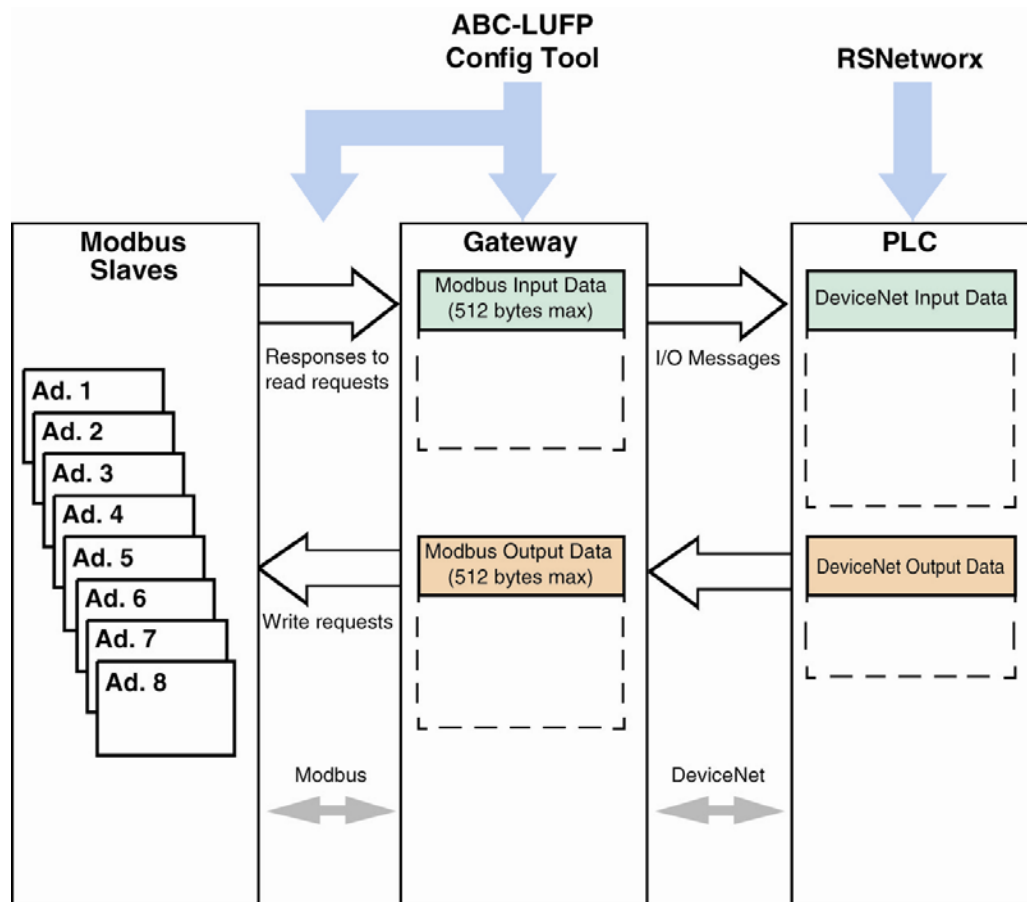 ABC-LUFP
Config Tool
RSNetworx
Modbus
Slaves
Gateway
PLC
Modbus Input Data
(512 bytes max)
DeviceNet Input Data
Responses to
read requests
I/O Messages
Ad. 1
Ad. 2
Ad. 3
Ad. 4
Ad. 5
Ad. 6
Ad. 7
Ad. 8
Modbus Output Data
(512 bytes max)
DeviceNet Output Data
Write requests
Modbus
DeviceNet